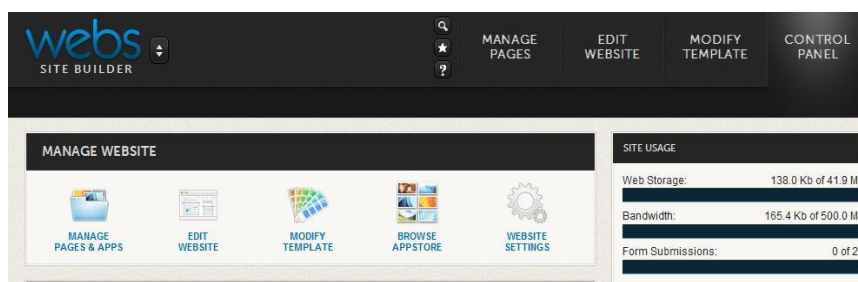 webs
SITE BUILDER
?
MANAGE
PAGES
EDIT
WEBSITE
MODIFY
TEMPLATE
CONTROL
PANEL
MANAGE WEBSITE
MANAGE
PAGES & APPS
EDIT
WEBSITE
MODIFY
TEMPLATE
BROWSE
APPSTORE
WEBSITE
SETTINGS
SITE USAGE
Web Storage: 138.0 Kb of 41.9 M
Bandwidth: 165.4 Kb of 500.0 M
Form Submissions: 0 of 2